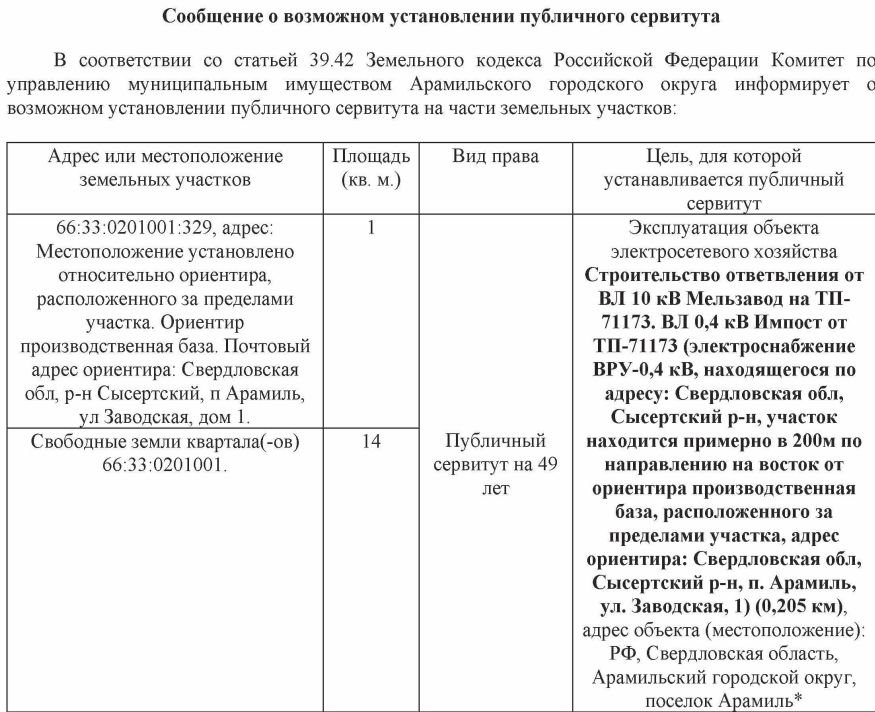 Сообщение о возможном установлении публичного сервитута
В соответствии со статьей 39.42 Земельного кодекса Российской Федерации Комитет по
управлению муниципальным имуществом Арамильского городского округа информирует о
возможном установлении публичного сервитута на части земельных участков:
Адрес или местоположение
земельных участков
Площадь
(кв. м.)
Вид права
Цель, для которой
устанавливается публичный
сервитут
66:33:0201001:329, адрес:
Местоположение установлено
относительно ориентира,
расположенного за пределами
участка. Ориентир
производственная база. Почтовый
адрес ориентира: Свердловская
обл, р-н Сысертский, п Арамиль,
ул Заводская, дом 1.
1
Свободные земли квартала(-ов)
66:33:0201001.
14
Публичный
сервитут на 49
лет
Эксплуатация объекта
электросетевого хозяйства
Строительство ответвления от
ВЛ 10 кВ Мельзавод на ТП-
71173. ВЛ 0,4 кВ Импост от
ТП-71173 (электроснабжение
ВРУ-0,4 кВ, находящегося по
адресу: Свердловская обл,
Сысертский р-н, участок
находится примерно в 200м по
направлению на восток от
ориентира производственная
база, расположенного за
пределами участка, адрес
ориентира: Свердловская обл,
Сысертский р-н, п. Арамиль,
ул. Заводская, 1) (0,205 км),
адрес объекта (местоположение):
РФ, Свердловская область,
Арамильский городской округ,
поселок Арамиль*